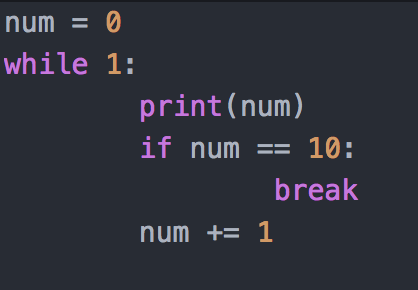 num = 0
while 1:
        print(num)
        if num == 10:
                break
        num += 1